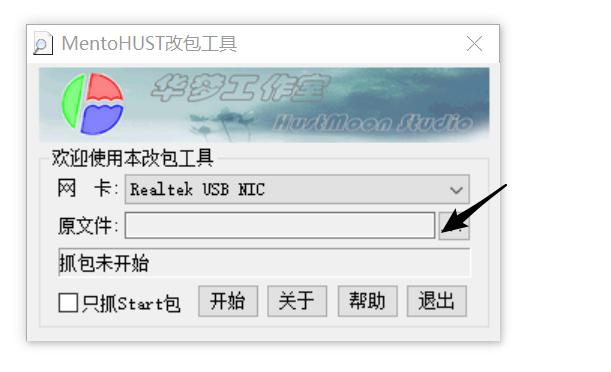 MentoHUST改包工具
华梦工作室
HustMoon Studio
欢迎使用本改包工具
网 卡: Realtek USB NIC
原文件:
抓包未开始
只抓Start包 开始 关于 帮助 退出